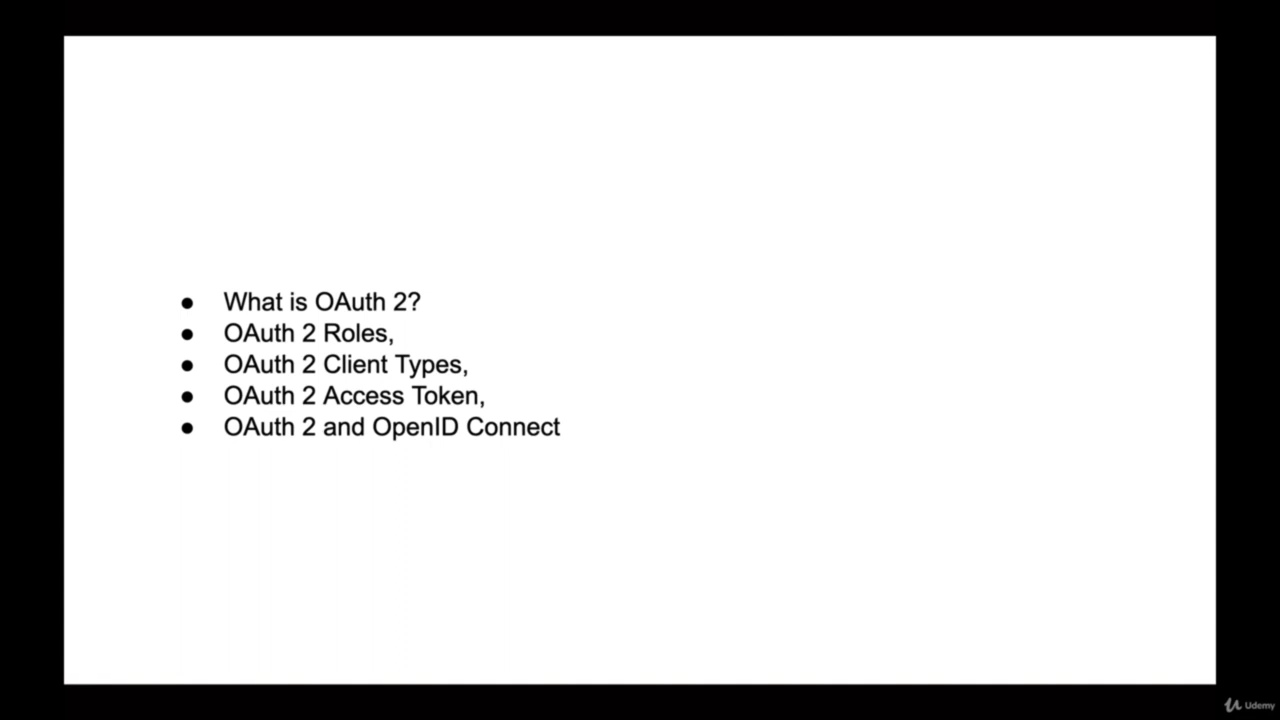 ● What is OAuth 2?
● OAuth 2 Roles,
● OAuth 2 Client Types,
● OAuth 2 Access Token,
● OAuth 2 and OpenID Connect
Udemy